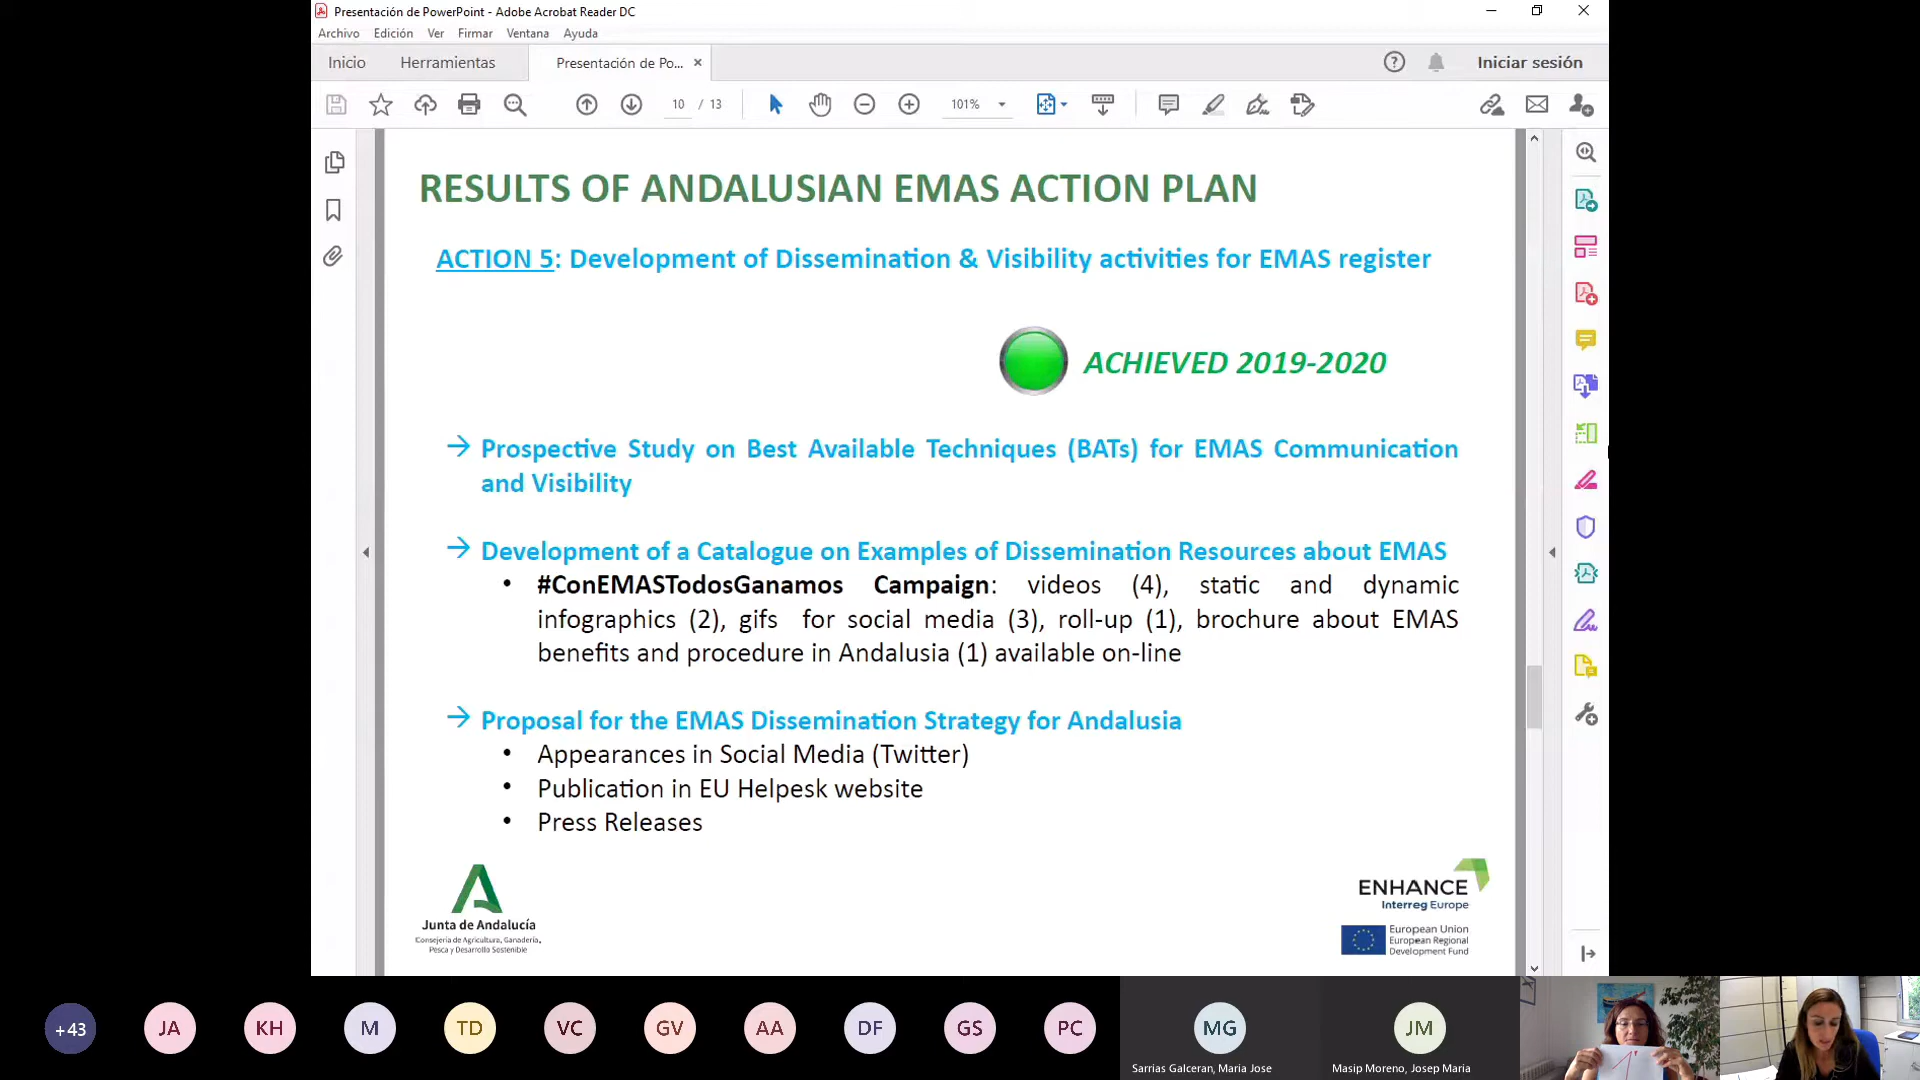 Presentación de PowerPoint - Adobe Acrobat Reader DC
Archivo Edición Ver Firmar Ventana Ayuda
Inicio Herramientas Presentación de Po... × Iniciar sesión
10 / 13 101%
RESULTS OF ANDALUSIAN EMAS ACTION PLAN
ACTION 5: Development of Dissemination & Visibility activities for EMAS register
ACHIEVED 2019-2020
→ Prospective Study on Best Available Techniques (BATs) for EMAS Communication
and Visibility
→ Development of a Catalogue on Examples of Dissemination Resources about EMAS
• #ConEMASTodosGanamos Campaign: videos (4), static and dynamic
infographics (2), gifs for social media (3), roll-up (1), brochure about EMAS
benefits and procedure in Andalusia (1) available on-line
→ Proposal for the EMAS Dissemination Strategy for Andalusia
• Appearances in Social Media (Twitter)
• Publication in EU Helpesk website
• Press Releases
Junta de Andalucía
Consejería de Agricultura, Ganadería,
Pesca y Desarrollo Sostenible
ENHANCE
Interreg Europe
European Union
European Regional
Development Fund
+43 JA KH M TD VC GV AA DF GS PC MG JM
Sarrias Galceran, Maria Jose
Masip Moreno, Josep Maria